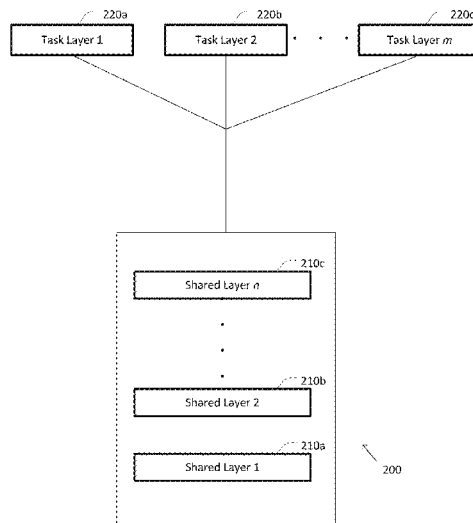 220a
220b
220c
Task Layer 1
Task Layer 2
Task Layer m
210c
Shared Layer n
210b
Shared Layer 2
210a
Shared Layer 1
200